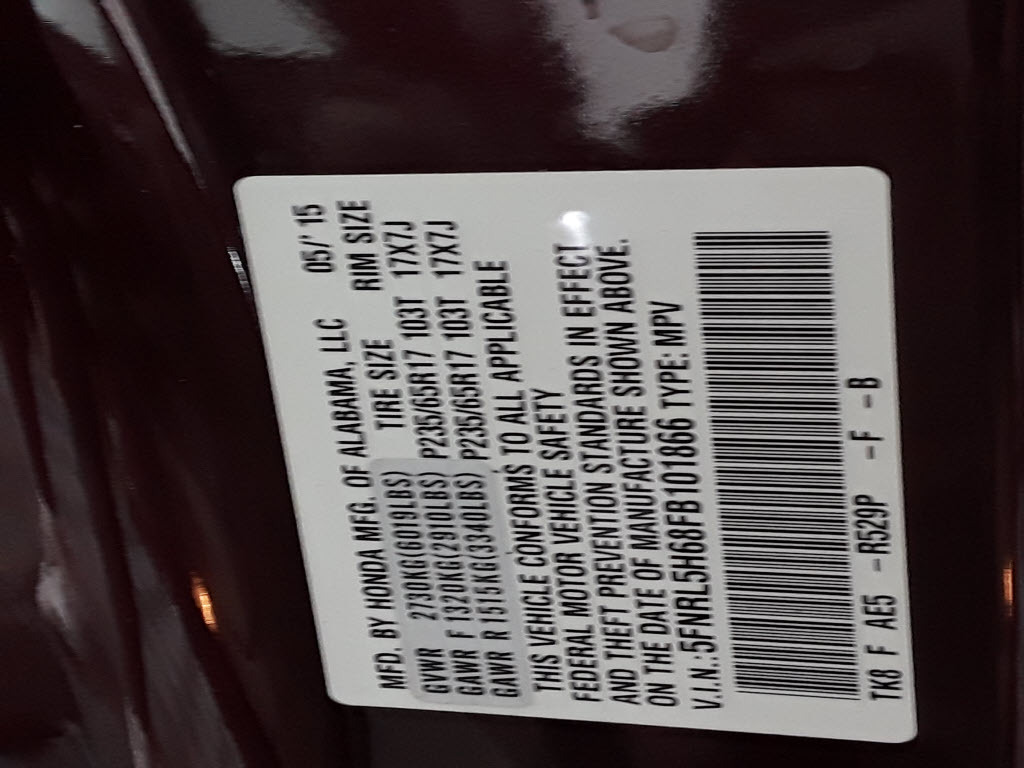 MFD. BY HONDA MFG. OF ALABAMA, LLC 05/'15
TIRE SIZE RIM SIZE
GVWR 2730KG(6019LBS)
GAWR F 1320KG(2910LBS) P235/65R17 103T 17X7J
GAWR R 1515KG(3340LBS) P235/65R17 103T 17X7J
THIS VEHICLE CONFORMS TO ALL APPLICABLE
FEDERAL MOTOR VEHICLE SAFETY
AND THEFT PREVENTION STANDARDS IN EFFECT
ON THE DATE OF MANUFACTURE SHOWN ABOVE.
V.I.N.:5FNRL5H68FB101866 TYPE: MPV
TK8 F AE5 -R529P -F -B